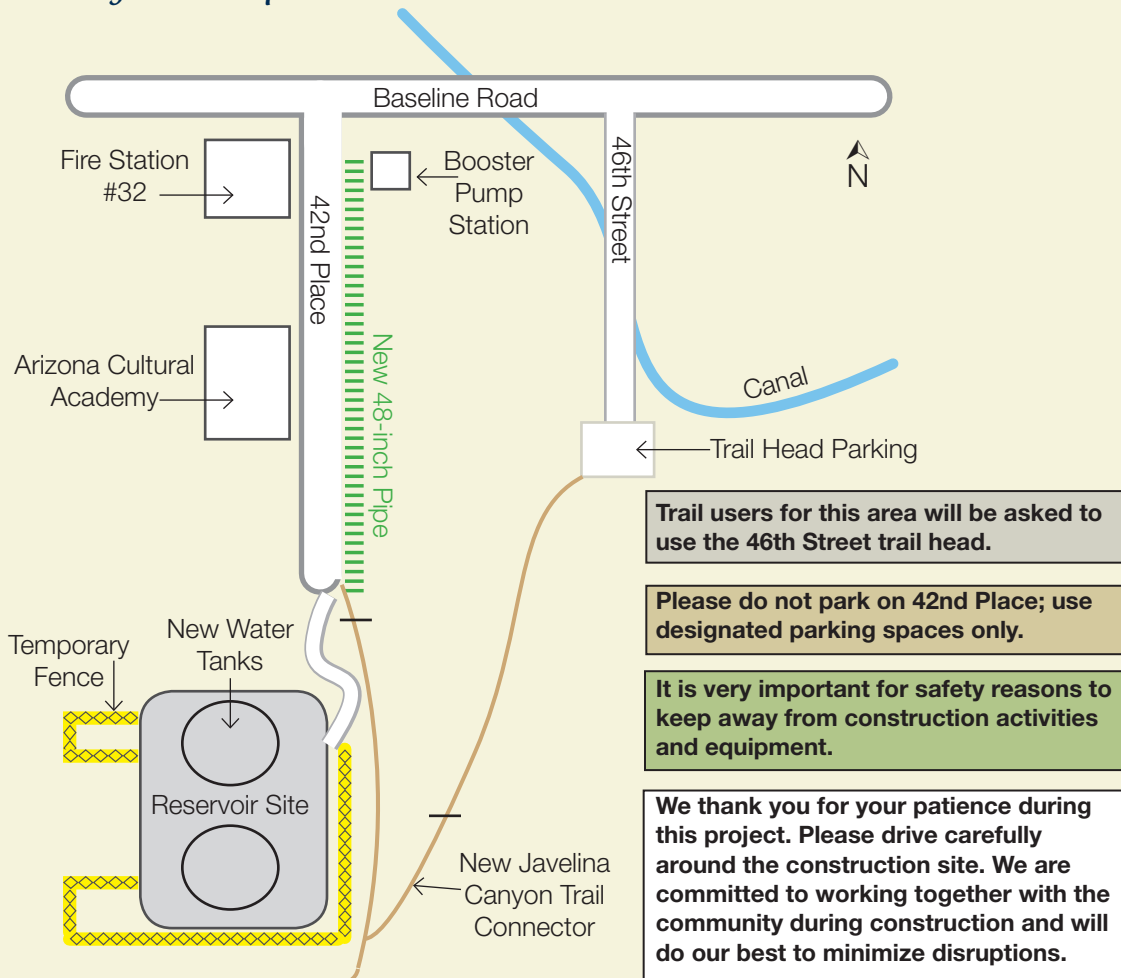 Baseline Road
Fire Station
#32
Booster
Pump
Station
46th Street
N
42nd Place
Arizona Cultural
Academy
New 48-inch Pipe
Canal
Trail Head Parking
Trail users for this area will be asked to
use the 46th Street trail head.
Please do not park on 42nd Place; use
designated parking spaces only.
It is very important for safety reasons to
keep away from construction activities
and equipment.
We thank you for your patience during
this project. Please drive carefully
around the construction site. We are
committed to working together with the
community during construction and will
do our best to minimize disruptions.
Temporary
Fence
New Water
Tanks
Reservoir Site
New Javelina
Canyon Trail
Connector